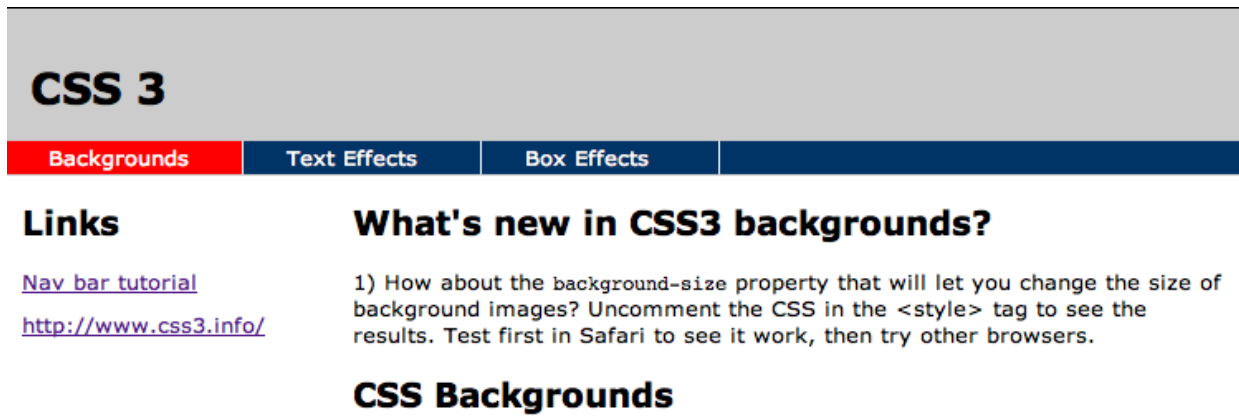 CSS 3
Backgrounds Text Effects Box Effects
Links
Nav bar tutorial
http://www.css3.info/
What's new in CSS3 backgrounds?
1) How about the background-size property that will let you change the size of
background images? Uncomment the CSS in the <style> tag to see the
results. Test first in Safari to see it work, then try other browsers.
CSS Backgrounds